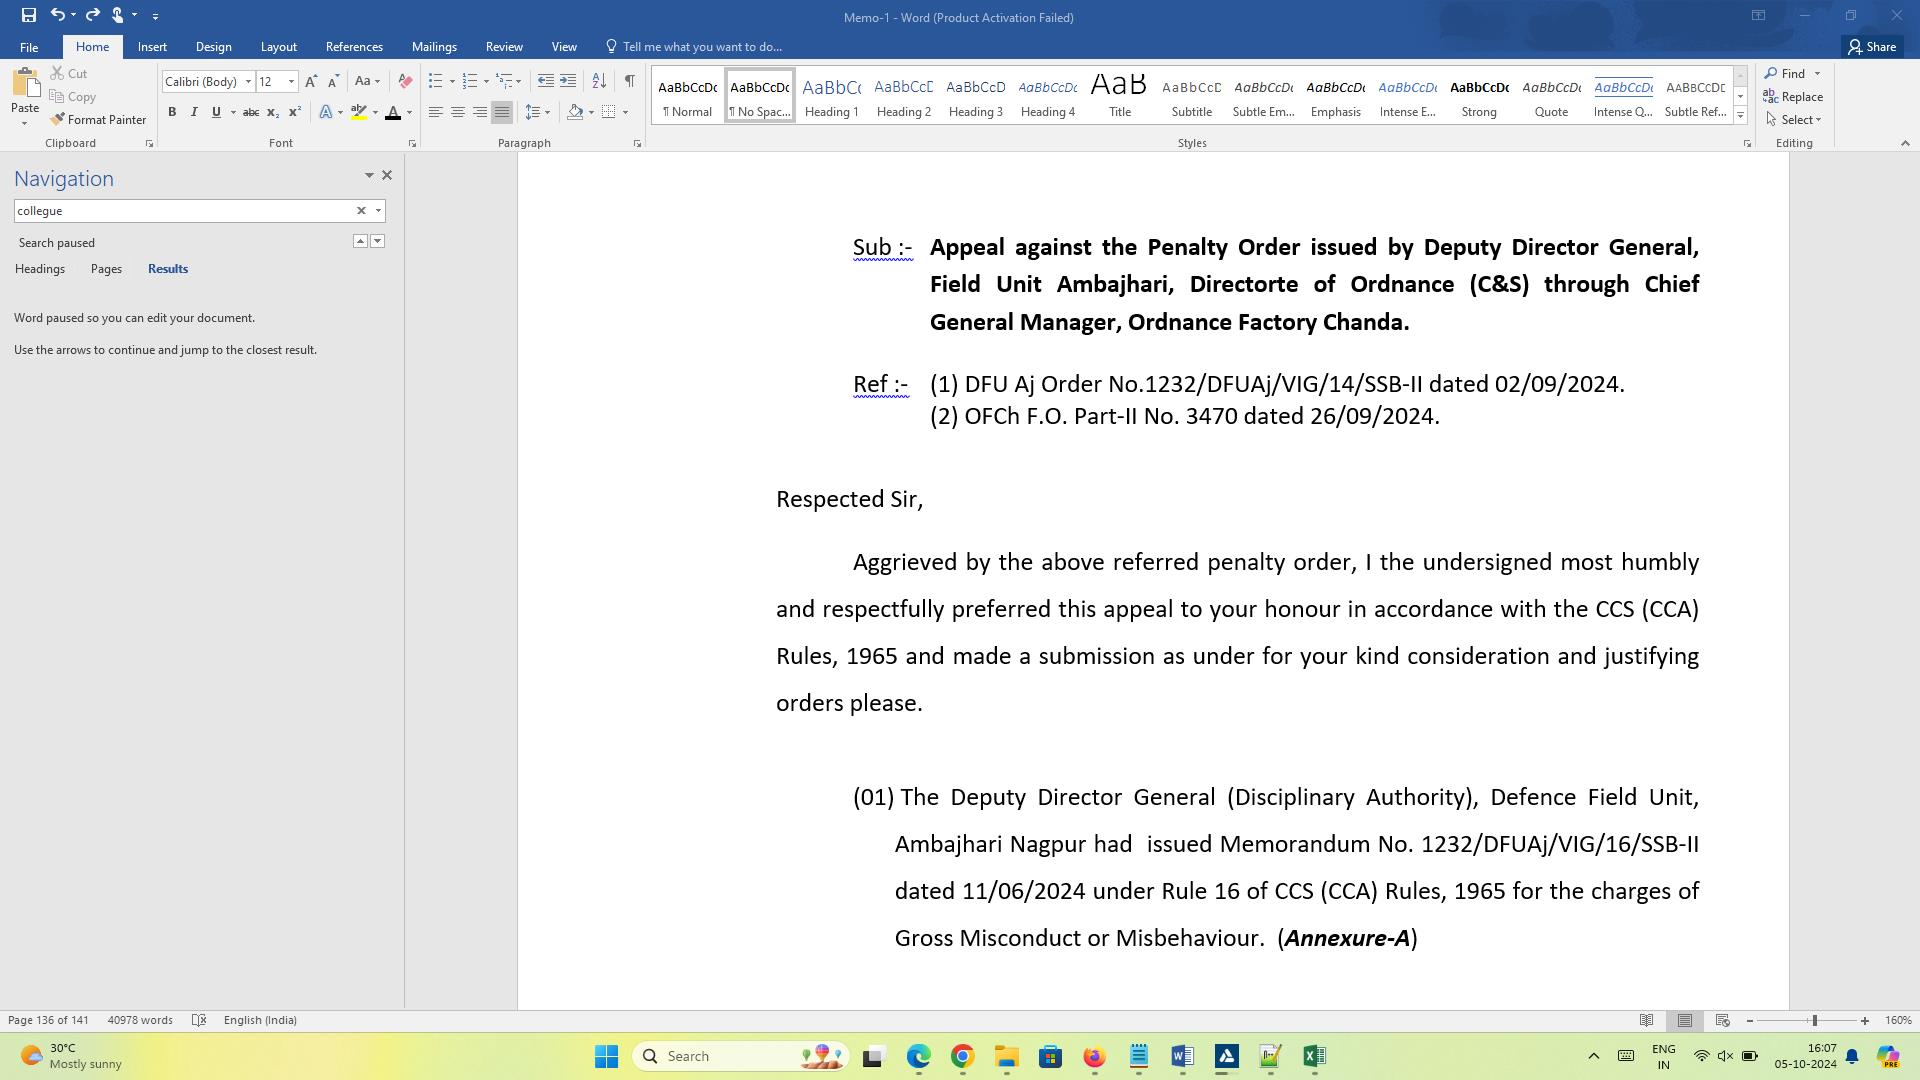 Memo-1 - Word (Product Activation Failed)
File Home Insert Design Layout References Mailings Review View Tell me what you want to do... Share
Paste
Cut
Copy
Format Painter
Clipboard
Calibri (Body) 12
Font
Paragraph
AaBbCcDc AaBbCcDc AaBbCc AaBbCcD AaBbCcD AaBbCcDc AaB AaBbCcD AaBbCcDc AaBbCcDc AaBbCcDc AaBbCcDc AaBbCcDc AaBbCcDc AABBCCDE
¶ Normal ¶ No Spac... Heading 1 Heading 2 Heading 3 Heading 4 Title Subtitle Subtle Em... Emphasis Intense E... Strong Quote Intense Q... Subtle Ref...
Styles
Find
Replace
Select
Editing
Navigation
collegue
Search paused
Headings Pages Results
Word paused so you can edit your document.
Use the arrows to continue and jump to the closest result.
Sub :- Appeal against the Penalty Order issued by Deputy Director General,
Field Unit Ambajhari, Directorte of Ordnance (C&S) through Chief
General Manager, Ordnance Factory Chanda.
Ref :- (1) DFU Aj Order No.1232/DFUAj/VIG/14/SSB-II dated 02/09/2024.
(2) OFCh F.O. Part-II No. 3470 dated 26/09/2024.
Respected Sir,
Aggrieved by the above referred penalty order, I the undersigned most humbly
and respectfully preferred this appeal to your honour in accordance with the CCS (CCA)
Rules, 1965 and made a submission as under for your kind consideration and justifying
orders please.
(01) The Deputy Director General (Disciplinary Authority), Defence Field Unit,
Ambajhari Nagpur had issued Memorandum No. 1232/DFUAj/VIG/16/SSB-II
dated 11/06/2024 under Rule 16 of CCS (CCA) Rules, 1965 for the charges of
Gross Misconduct or Misbehaviour. (Annexure-A)
Page 136 of 141 40978 words English (India) 160%
30°C
Mostly sunny
Search
ENG
IN
16:07
05-10-2024